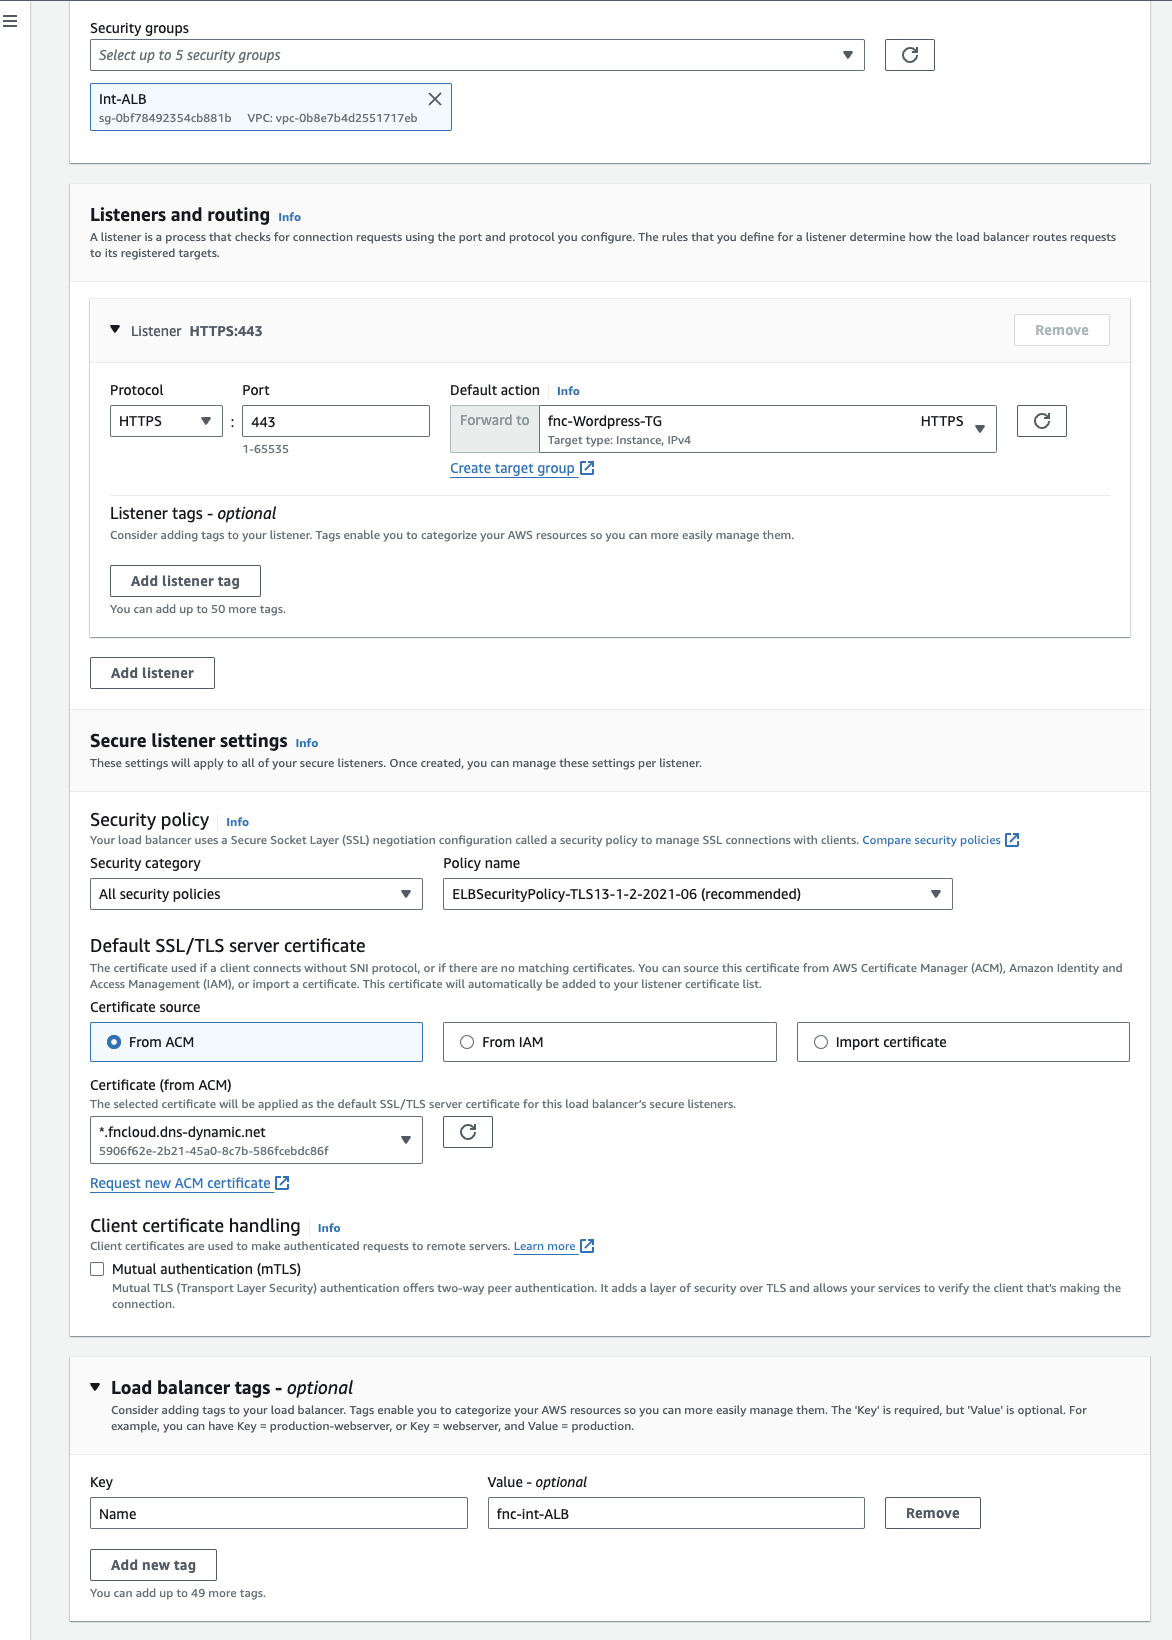 Security groups
Select up to 5 security groups
Int-ALB
sg-0bf78492354cb881b VPC: vpc-0b8e7b4d2551717eb
Listeners and routing Info
A listener is a process that checks for connection requests using the port and protocol you configure. The rules that you define for a listener determine how the load balancer routes requests
to its registered targets.
Listener HTTPS:443
Remove
Protocol Port Default action Info
HTTPS : 443 Forward to fnc-Wordpress-TG HTTPS
Target type: Instance, IPv4
1-65535
Create target group
Listener tags - optional
Consider adding tags to your listener. Tags enable you to categorize your AWS resources so you can more easily manage them.
Add listener tag
You can add up to 50 more tags.
Add listener
Secure listener settings Info
These settings will apply to all of your secure listeners. Once created, you can manage these settings per listener.
Security policy Info
Your load balancer uses a Secure Socket Layer (SSL) negotiation configuration called a security policy to manage SSL connections with clients. Compare security policies
Security category Policy name
All security policies ELBSecurityPolicy-TLS13-1-2-2021-06 (recommended)
Default SSL/TLS server certificate
The certificate used if a client connects without SNI protocol, or if there are no matching certificates. You can source this certificate from AWS Certificate Manager (ACM), Amazon Identity and
Access Management (IAM), or import a certificate. This certificate will automatically be added to your listener certificate list.
Certificate source
From ACM From IAM Import certificate
Certificate (from ACM)
The selected certificate will be applied as the default SSL/TLS server certificate for this load balancer's secure listeners.
*.fncloud.dns-dynamic.net
5906f62e-2b21-45a0-8c7b-586fcebdc86f
Request new ACM certificate
Client certificate handling Info
Client certificates are used to make authenticated requests to remote servers. Learn more
Mutual authentication (mTLS)
Mutual TLS (Transport Layer Security) authentication offers two-way peer authentication. It adds a layer of security over TLS and allows your services to verify the client that's making the
connection.
Load balancer tags - optional
Consider adding tags to your load balancer. Tags enable you to categorize your AWS resources so you can more easily manage them. The 'Key' is required, but 'Value' is optional. For
example, you can have Key = production-webserver, or Key = webserver, and Value = production.
Key Value - optional
Name fnc-int-ALB Remove
Add new tag
You can add up to 49 more tags.